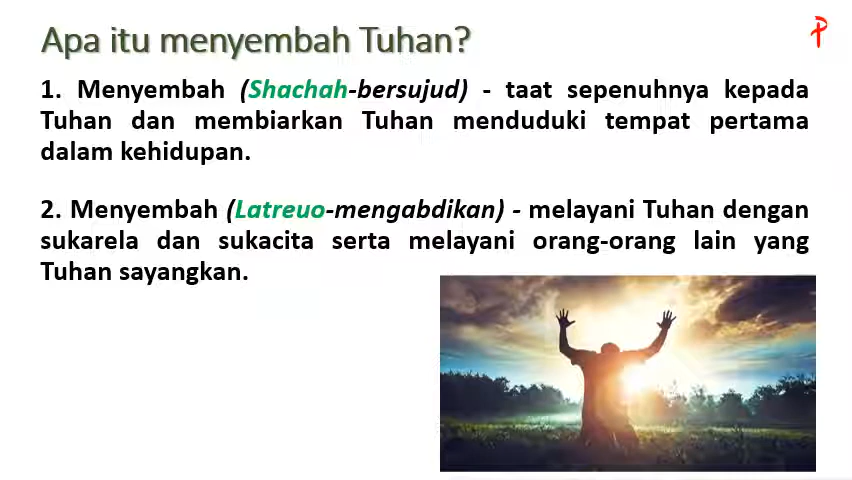 Apa itu menyembah Tuhan?
1. Menyembah (Shachah-bersujud) - taat sepenuhnya kepada
Tuhan dan membiarkan Tuhan menduduki tempat pertama
dalam kehidupan.
2. Menyembah (Latreuo-mengabdikan) - melayani Tuhan dengan
sukarela dan sukacita serta melayani orang-orang lain yang
Tuhan sayangkan.